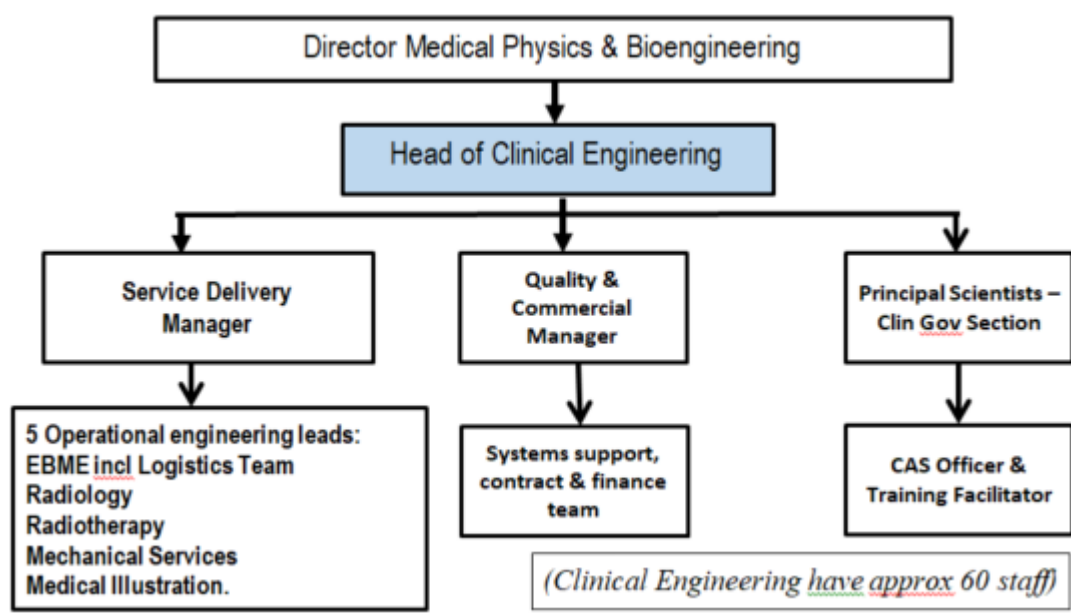 Director Medical Physics & Bioengineering
Head of Clinical Engineering
Service Delivery
Manager
Quality &
Commercial
Manager
Principal Scientists –
Clin Gov Section
5 Operational engineering leads:
EBME incl Logistics Team
Radiology
Radiotherapy
Mechanical Services
Medical Illustration.
Systems support,
contract & finance
team
CAS Officer &
Training Facilitator
(Clinical Engineering have approx 60 staff)